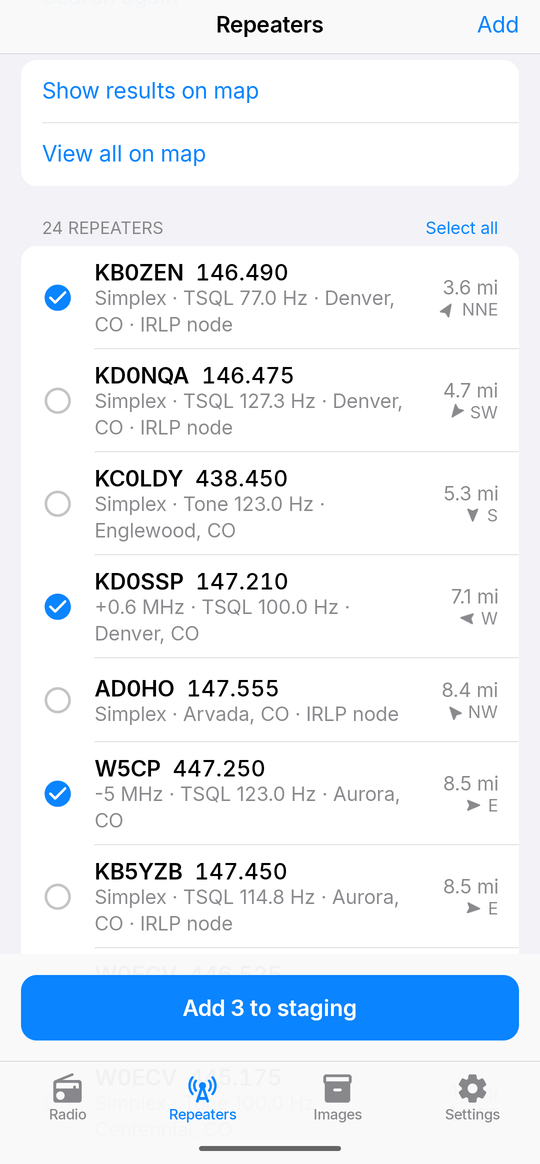 Repeaters
Add
Show results on map
View all on map
24 REPEATERS
Select all
KB0ZEN 146.490
Simplex · TSQL 77.0 Hz · Denver,
CO · IRLP node
3.6 mi
NNE
KD0NQA 146.475
Simplex · TSQL 127.3 Hz · Denver,
CO · IRLP node
4.7 mi
SW
KC0LDY 438.450
Simplex · Tone 123.0 Hz ·
Englewood, CO
5.3 mi
S
KD0SSP 147.210
+0.6 MHz · TSQL 100.0 Hz ·
Denver, CO
7.1 mi
W
AD0HO 147.555
Simplex · Arvada, CO · IRLP node
8.4 mi
NW
W5CP 447.250
-5 MHz · TSQL 123.0 Hz · Aurora,
CO
8.5 mi
E
KB5YZB 147.450
Simplex · TSQL 114.8 Hz · Aurora,
CO · IRLP node
8.5 mi
E
Add 3 to staging
W0ECV 145.175
Centennial, CO
Radio
Repeaters
Images
Settings